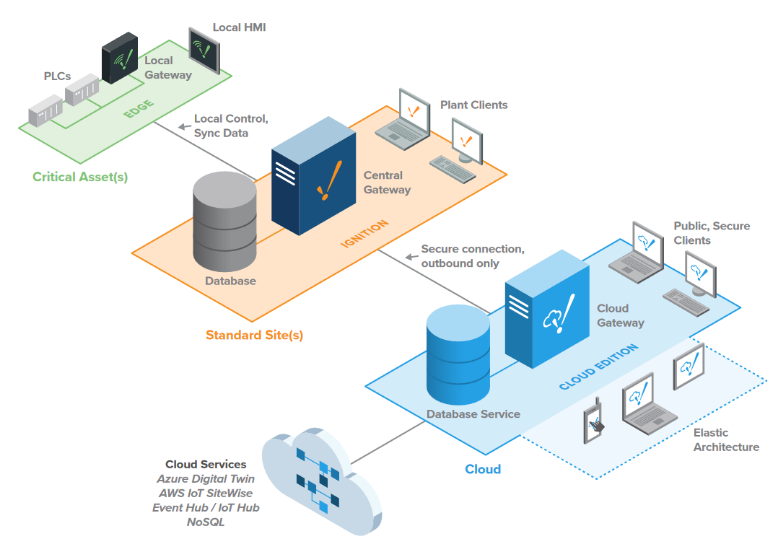 Local HMI
Local
Gateway
PLCs
EDGE
Local Control,
Sync Data
Critical Asset(s)
Plant Clients
Central
Gateway
IGNITION
Database
Standard Site(s)
Secure connection,
outbound only
Public, Secure
Clients
Cloud
Gateway
CLOUD EDITION
Database Service
Elastic
Architecture
Cloud
Cloud Services
Azure Digital Twin
AWS IoT SiteWise
Event Hub / IoT Hub
NoSQL